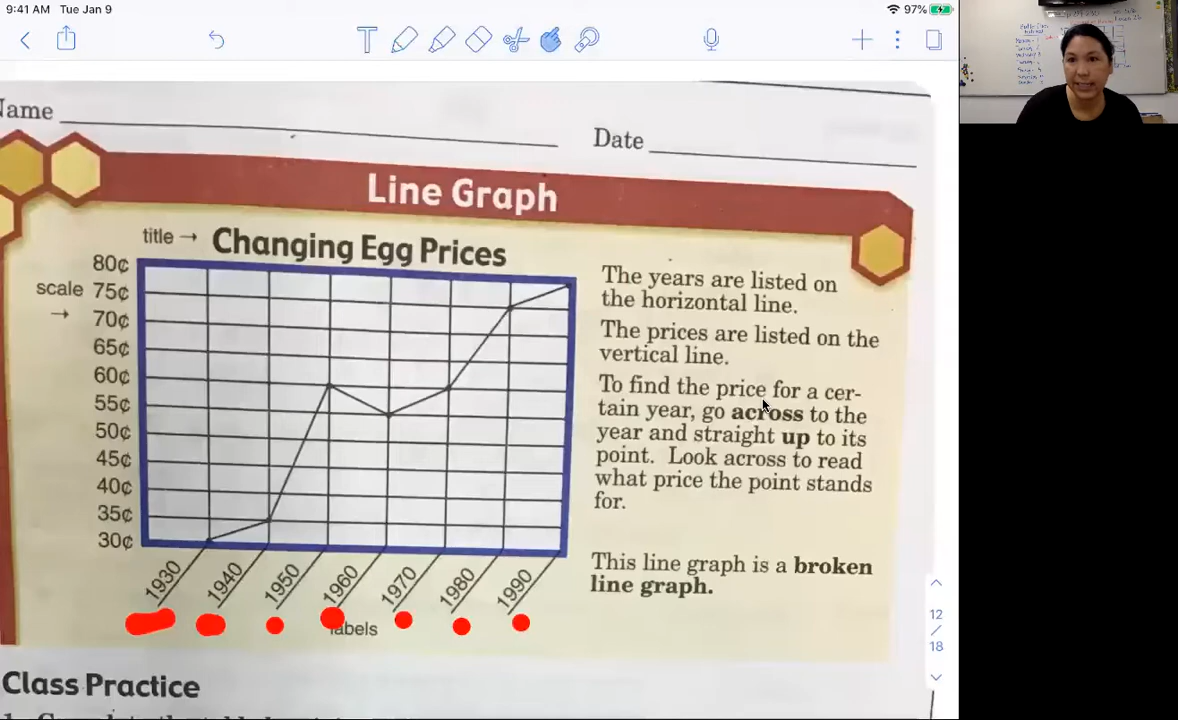 9:41 AM Tue Jan 9
97%
Name
Date
Line Graph
title → Changing Egg Prices
80¢
scale 75¢
→ 70¢
65¢
60¢
55¢
50¢
45¢
40¢
35¢
30¢
1930 1940 1950 1960 1970 1980 1990
labels
The years are listed on
the horizontal line.
The prices are listed on the
vertical line.
To find the price for a cer-
tain year, go across to the
year and straight up to its
point. Look across to read
what price the point stands
for.
This line graph is a broken
line graph.
12
/
18
Class Practice